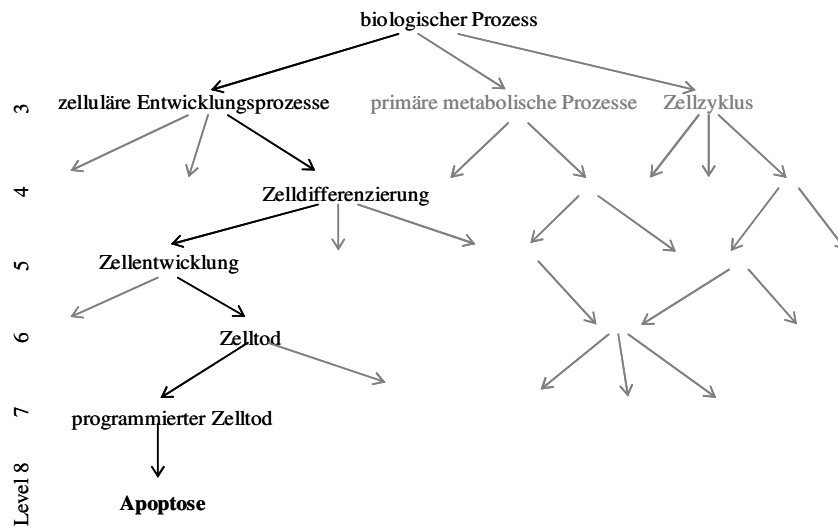 biologischer Prozess
3
zelluläre Entwicklungsprozesse
primäre metabolische Prozesse
Zellzyklus
4
Zelldifferenzierung
5
Zellentwicklung
6
Zelltod
7
programmierter Zelltod
Level 8
Apoptose